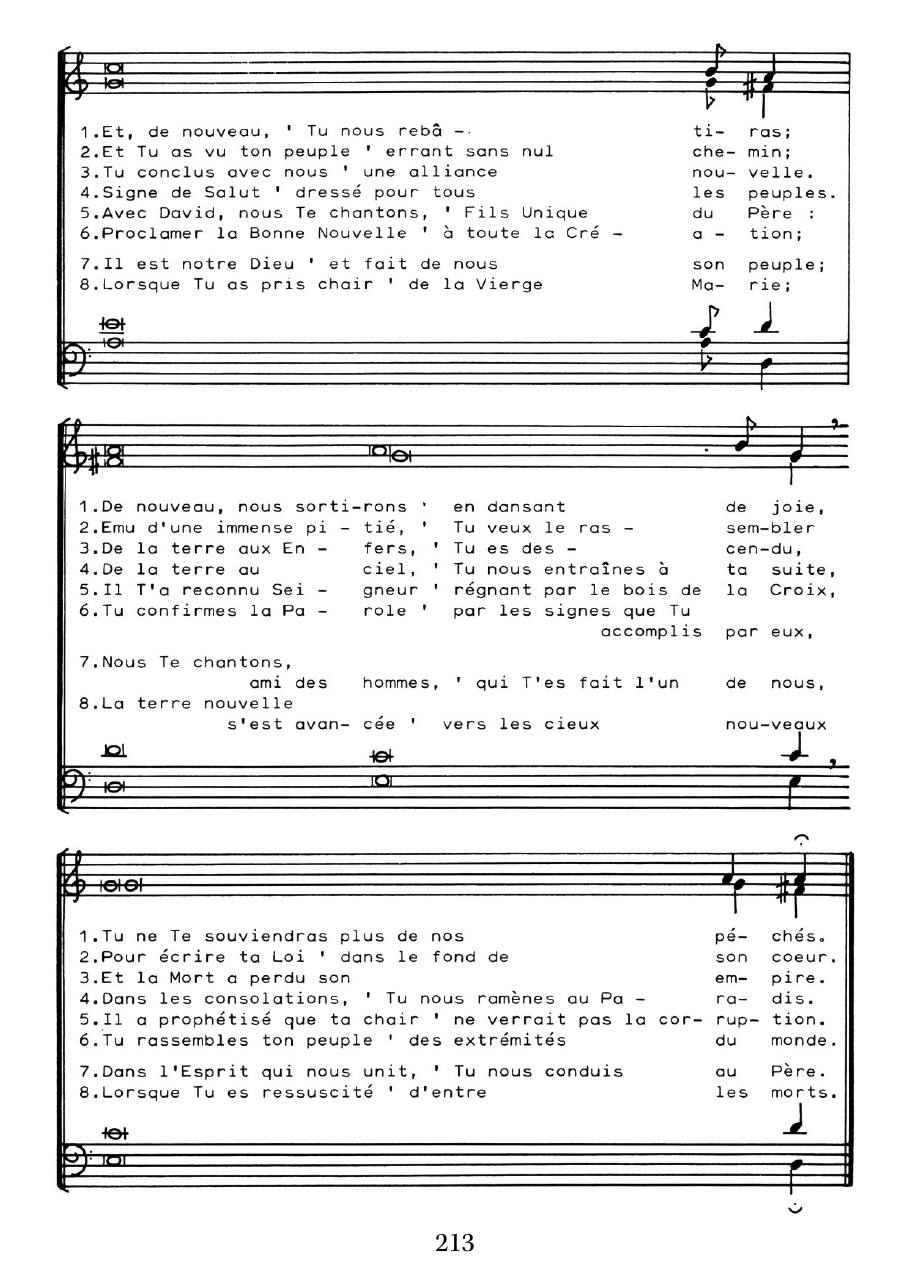 1.Et, de nouveau, ' Tu nous rebâ - ti- ras;
2.Et Tu as vu ton peuple ' errant sans nul che- min;
3.Tu conclus avec nous ' une alliance nou- velle.
4.Signe de Salut ' dressé pour tous les peuples.
5.Avec David, nous Te chantons, ' Fils Unique du Père :
6.Proclamer la Bonne Nouvelle ' à toute la Cré - a - tion;
7.Il est notre Dieu ' et fait de nous son peuple;
8.Lorsque Tu as pris chair ' de la Vierge Ma- rie;
1.De nouveau, nous sorti-rons ' en dansant de joie,
2.Emu d'une immense pi - tié, ' Tu veux le ras - sem-bler
3.De la terre aux En - fers, ' Tu es des - cen-du,
4.De la terre au ciel, ' Tu nous entraînes à ta suite,
5.Il T'a reconnu Sei - gneur ' régnant par le bois de la Croix,
6.Tu confirmes la Pa - role ' par les signes que Tu
accomplis par eux,
7.Nous Te chantons,
ami des hommes, ' qui T'es fait l'un de nous,
8.La terre nouvelle
s'est avan- cée ' vers les cieux nou-veaux
1.Tu ne Te souviendras plus de nos pé- chés.
2.Pour écrire ta Loi ' dans le fond de son coeur.
3.Et la Mort a perdu son em- pire.
4.Dans les consolations, ' Tu nous ramènes au Pa - ra- dis.
5.Il a prophétisé que ta chair ' ne verrait pas la cor- rup- tion.
6.Tu rassembles ton peuple ' des extrémités du monde.
7.Dans l'Esprit qui nous unit, ' Tu nous conduis au Père.
8.Lorsque Tu es ressuscité ' d'entre les morts.
213